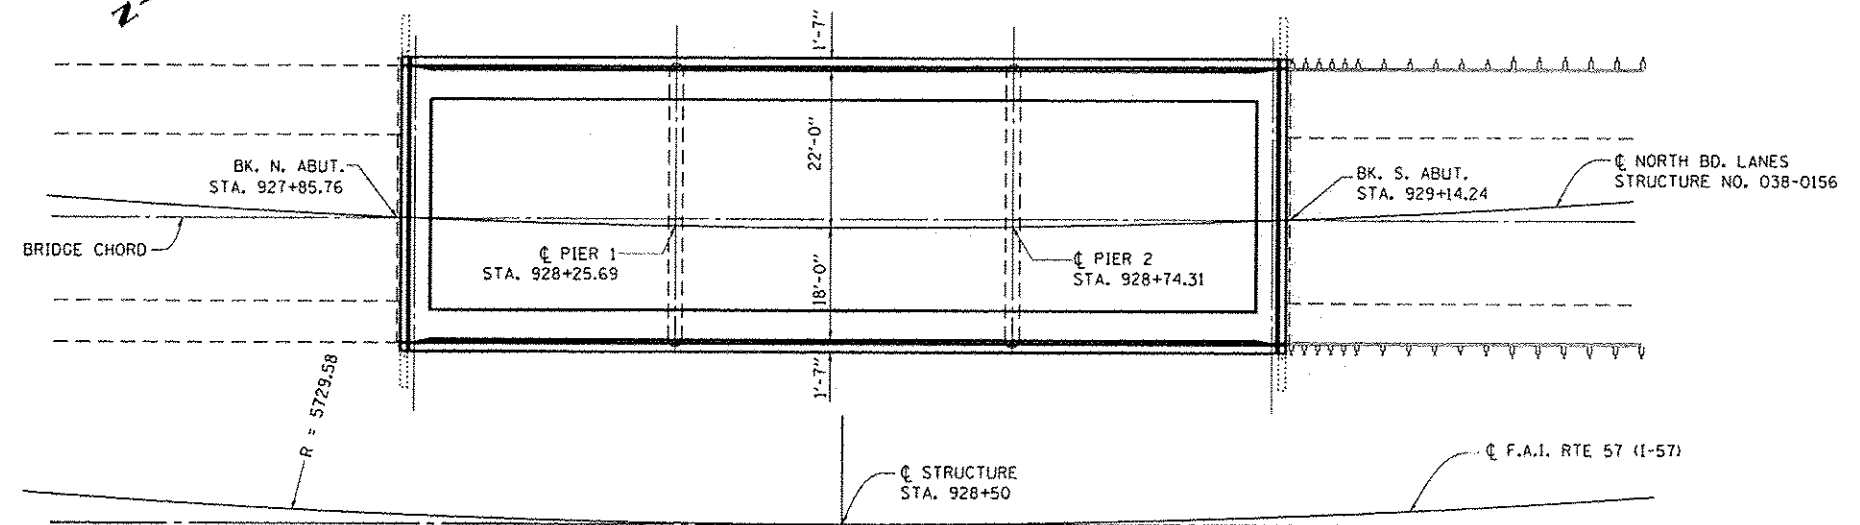 N
1'-7"
22'-0"
BK. N. ABUT.
STA. 927+85.76
BK. S. ABUT.
STA. 929+14.24
℄ NORTH BD. LANES
STRUCTURE NO. 038-0156
BRIDGE CHORD
℄ PIER 1
STA. 928+25.69
18'-0"
℄ PIER 2
STA. 928+74.31
1'-7"
R = 5729.58
℄ STRUCTURE
STA. 928+50
℄ F.A.I. RTE 57 (I-57)